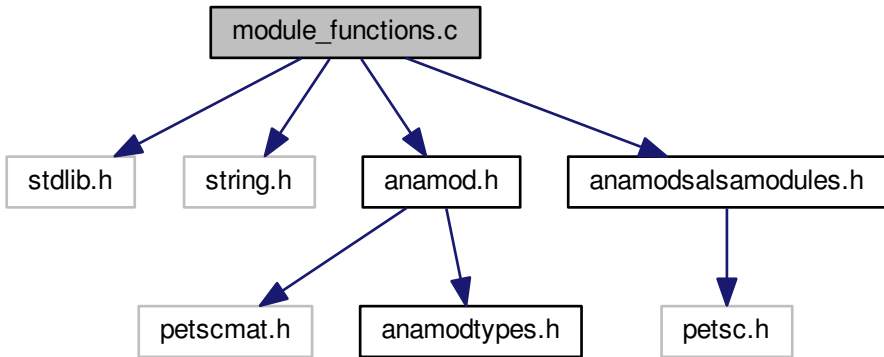 module_functions.c
stdlib.h
string.h
anamod.h
anamodsalsamodules.h
petscmat.h
anamodtypes.h
petsc.h